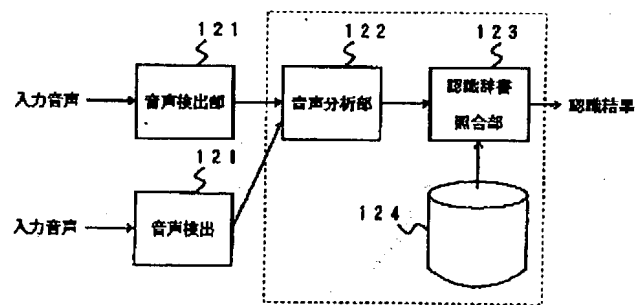 121
122
123
入力音声
音声検出部
音声分析部
認識辞書
照合部
認識結果
121
入力音声
音声検出
124